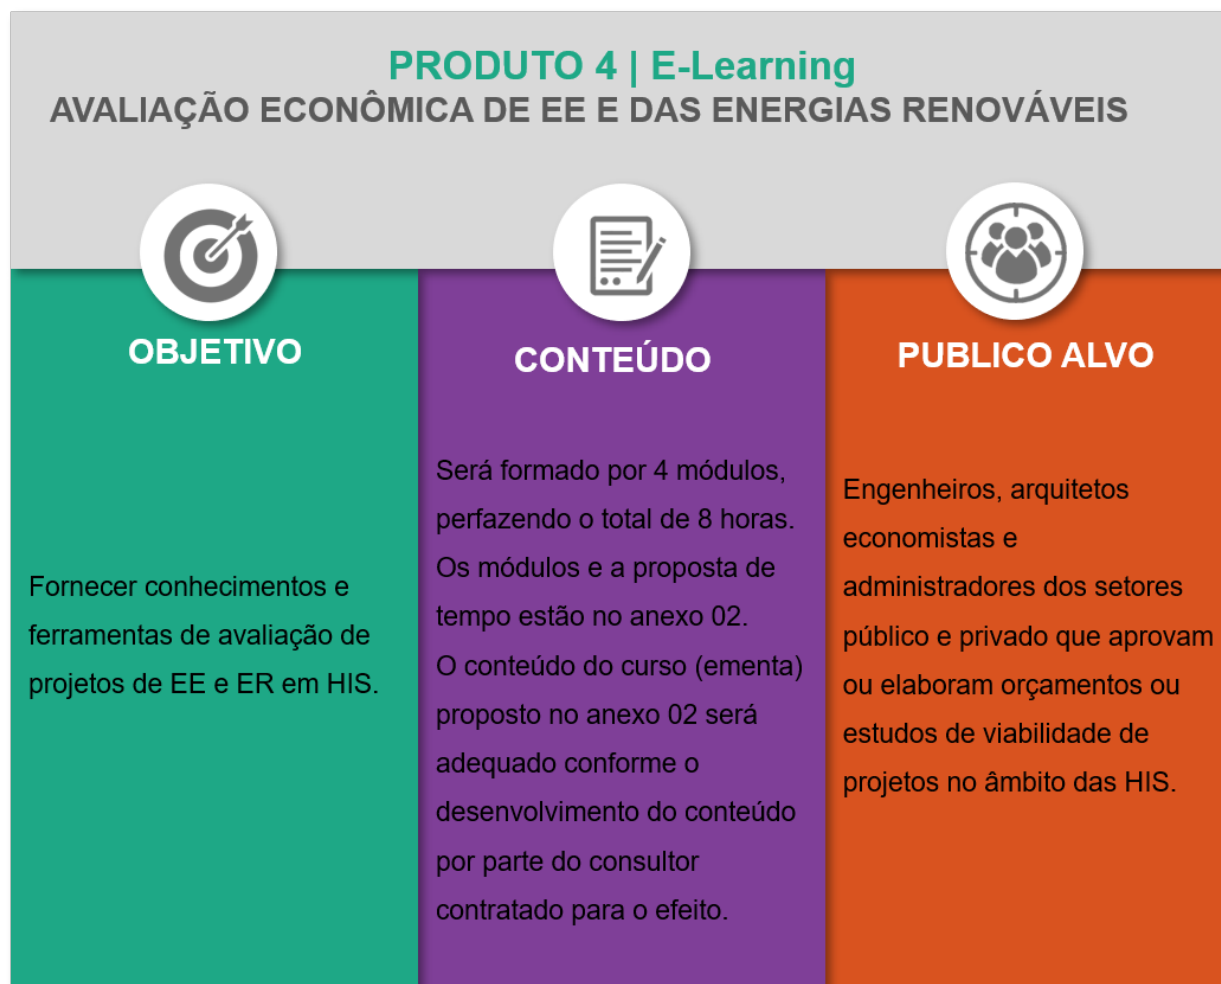 PRODUTO 4 | E-Learning
AVALIAÇÃO ECONÔMICA DE EE E DAS ENERGIAS RENOVÁVEIS
OBJETIVO
Fornecer conhecimentos e
ferramentas de avaliação de
projetos de EE e ER em HIS.
CONTEÚDO
Será formado por 4 módulos,
perfazendo o total de 8 horas.
Os módulos e a proposta de
tempo estão no anexo 02.
O conteúdo do curso (ementa)
proposto no anexo 02 será
adequado conforme o
desenvolvimento do conteúdo
por parte do consultor
contratado para o efeito.
PUBLICO ALVO
Engenheiros, arquitetos
economistas e
administradores dos setores
público e privado que aprovam
ou elaboram orçamentos ou
estudos de viabilidade de
projetos no âmbito das HIS.